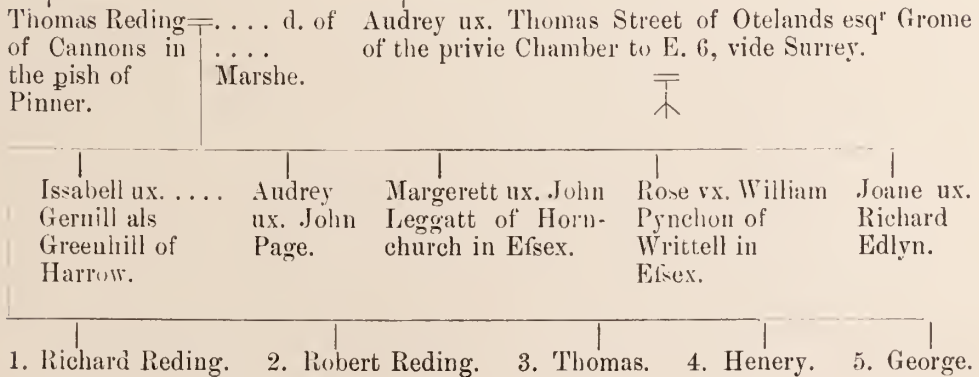 Thomas Reding
of Cannons in
the pish of
Pinner.
. . . . d. of
. . . .
Marshe.
Audrey ux. Thomas Street of Otelands esqʳ Grome
of the privie Chamber to E. 6, vide Surrey.
Issabell ux. . . . .
Gernill als
Greenhill of
Harrow.
Audrey
ux. John
Page.
Margerett ux. John
Leggatt of Horn-
church in Eſsex.
Rose vx. William
Pynchon of
Writtell in
Eſsex.
Joane ux.
Richard
Edlyn.
1. Richard Reding. 2. Robert Reding. 3. Thomas. 4. Henery. 5. George.